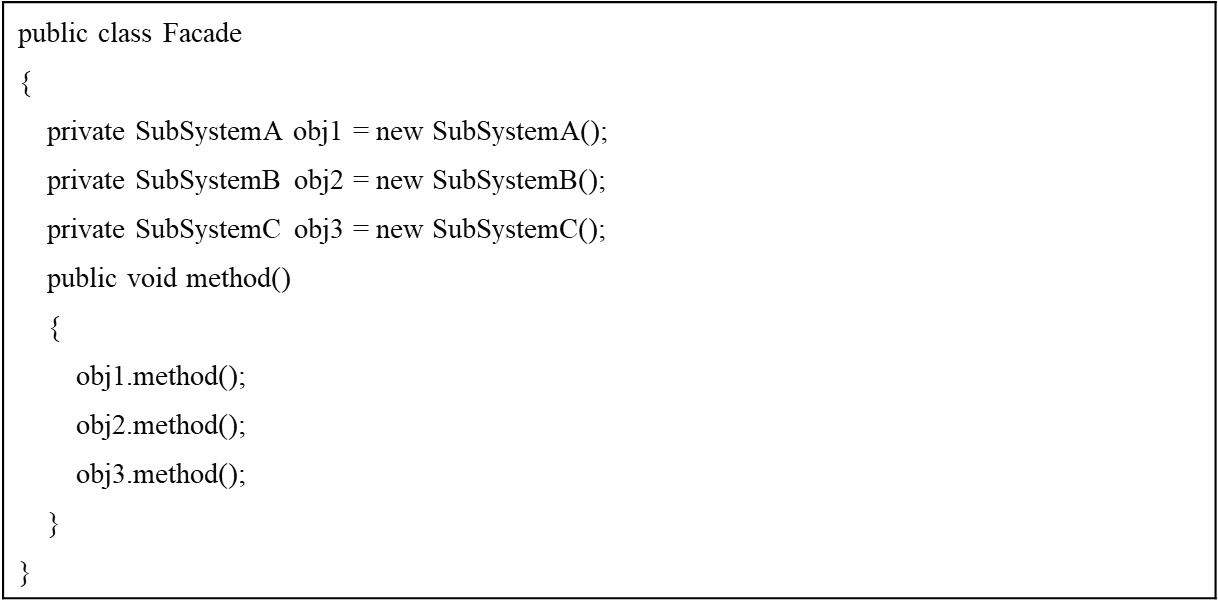 public class Facade
{
private SubSystemA obj1 = new SubSystemA();
private SubSystemB obj2 = new SubSystemB();
private SubSystemC obj3 = new SubSystemC();
public void method()
{
obj1.method();
obj2.method();
obj3.method();
}
}